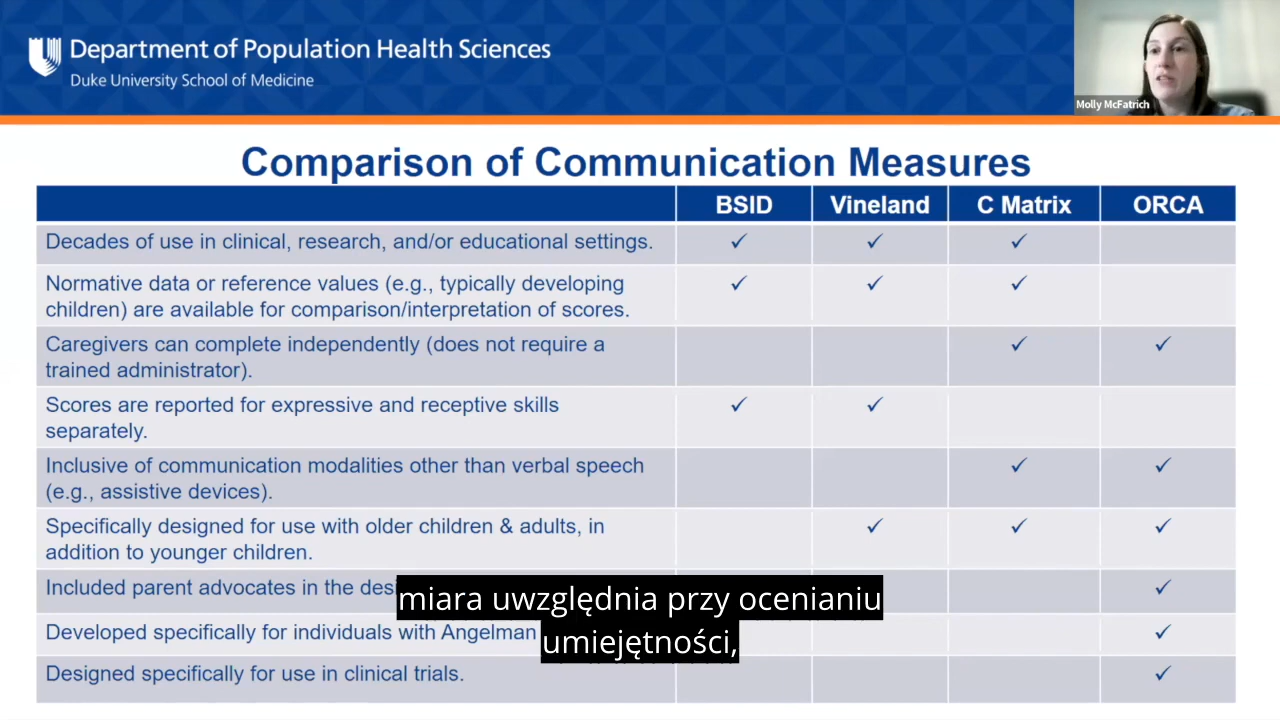 Department of Population Health Sciences
Duke University School of Medicine
Molly McFatrich
Comparison of Communication Measures
BSID Vineland C Matrix ORCA
Decades of use in clinical, research, and/or educational settings. ✓ ✓ ✓
Normative data or reference values (e.g., typically developing ✓ ✓ ✓
children) are available for comparison/interpretation of scores.
Caregivers can complete independently (does not require a ✓ ✓
trained administrator).
Scores are reported for expressive and receptive skills ✓ ✓
separately.
Inclusive of communication modalities other than verbal speech ✓ ✓
(e.g., assistive devices).
Specifically designed for use with older children & adults, in ✓ ✓ ✓
addition to younger children.
Included parent advocates in the ✓
miara uwzględnia przy ocenianiu
Developed specifically for individuals with Angelman ✓
umiejętności,
Designed specifically for use in clinical trials. ✓